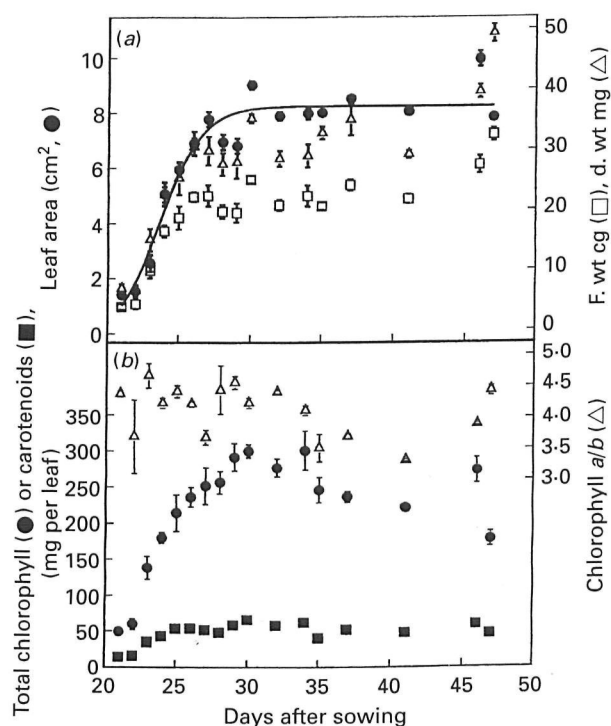 (a)
Leaf area (cm², ●)
10
8
6
4
2
0
50
40
30
20
10
0
F. wt cg (□), d. wt mg (△)
(b)
Total chlorophyll (●) or carotenoids (■),
(mg per leaf)
350
300
250
200
150
100
50
0
5·0
4·5
4·0
3·5
3·0
Chlorophyll a/b (△)
20 25 30 35 40 45 50
Days after sowing